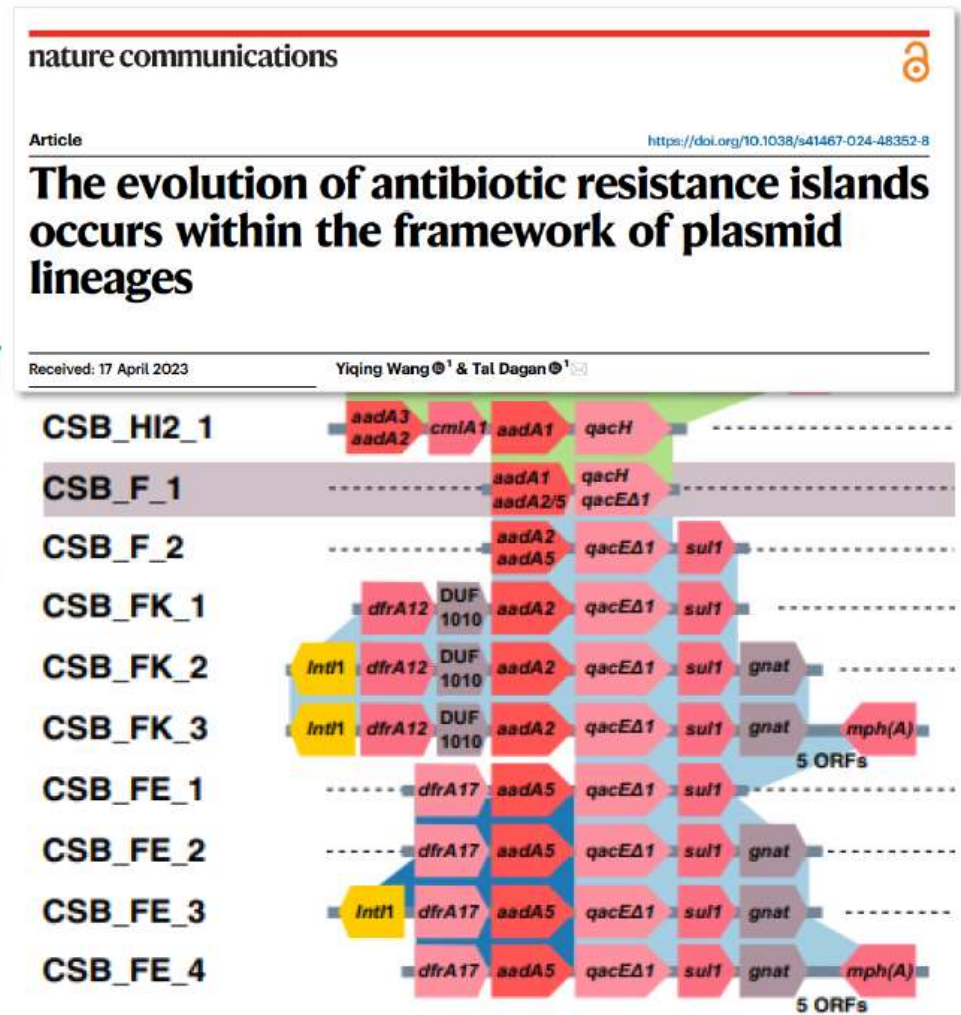 nature communications
Article
https://doi.org/10.1038/s41467-024-48352-8
The evolution of antibiotic resistance islands
occurs within the framework of plasmid
lineages
Received: 17 April 2023
Yiqing Wang 1 & Tal Dagan 1
CSB_HI2_1 aadA3 aadA2 cmlA1 aadA1 qacH
CSB_F_1 aadA1 aadA2/5 qacH qacEΔ1
CSB_F_2 aadA2 aadA5 qacEΔ1 sul1
CSB_FK_1 dfrA12 DUF 1010 aadA2 qacEΔ1 sul1
CSB_FK_2 IntI1 dfrA12 DUF 1010 aadA2 qacEΔ1 sul1 gnat
CSB_FK_3 IntI1 dfrA12 DUF 1010 aadA2 qacEΔ1 sul1 gnat mph(A)
5 ORFs
CSB_FE_1 dfrA17 aadA5 qacEΔ1 sul1
CSB_FE_2 dfrA17 aadA5 qacEΔ1 sul1 gnat
CSB_FE_3 IntI1 dfrA17 aadA5 qacEΔ1 sul1 gnat
CSB_FE_4 dfrA17 aadA5 qacEΔ1 sul1 gnat mph(A)
5 ORFs